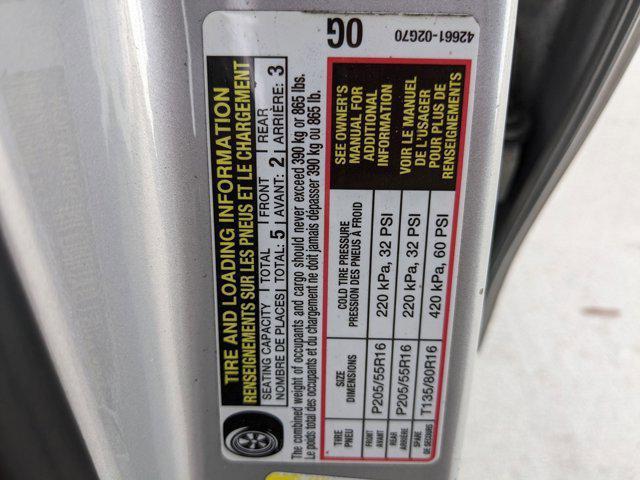 TIRE AND LOADING INFORMATION
RENSEIGNEMENTS SUR LES PNEUS ET LE CHARGEMENT
SEATING CAPACITY | TOTAL | FRONT | REAR
NOMBRE DE PLACES | TOTAL: 5 | AVANT: 2 | ARRIÈRE: 3
The combined weight of occupants and cargo should never exceed 390 kg or 865 lbs.
Le poids total des occupants et du chargement ne doit jamais dépasser 390 kg ou 865 lb.
TIRE SIZE COLD TIRE PRESSURE
PNEU DIMENSIONS PRESSION DES PNEUS À FROID
FRONT
AVANT P205/55R16 220 kPa, 32 PSI
REAR
ARRIÈRE P205/55R16 220 kPa, 32 PSI
SPARE
DE SECOURS T135/80R16 420 kPa, 60 PSI
SEE OWNER'S
MANUAL FOR
ADDITIONAL
INFORMATION
VOIR LE MANUEL
DE L'USAGER
POUR PLUS DE
RENSEIGNEMENTS
OG
42661-02G70